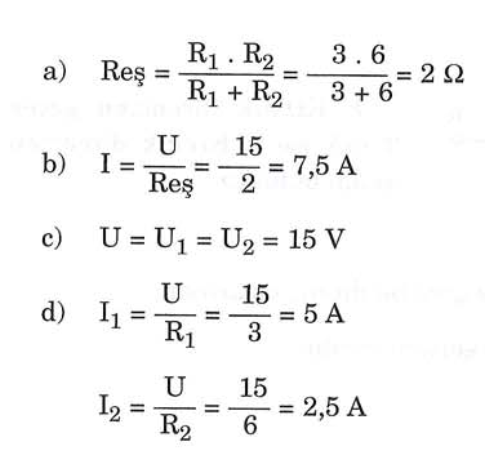 a) Reş = R₁ . R₂ / R₁ + R₂ = 3 . 6 / 3 + 6 = 2 Ω
b) I = U / Reş = 15 / 2 = 7,5 A
c) U = U₁ = U₂ = 15 V
d) I₁ = U / R₁ = 15 / 3 = 5 A
I₂ = U / R₂ = 15 / 6 = 2,5 A